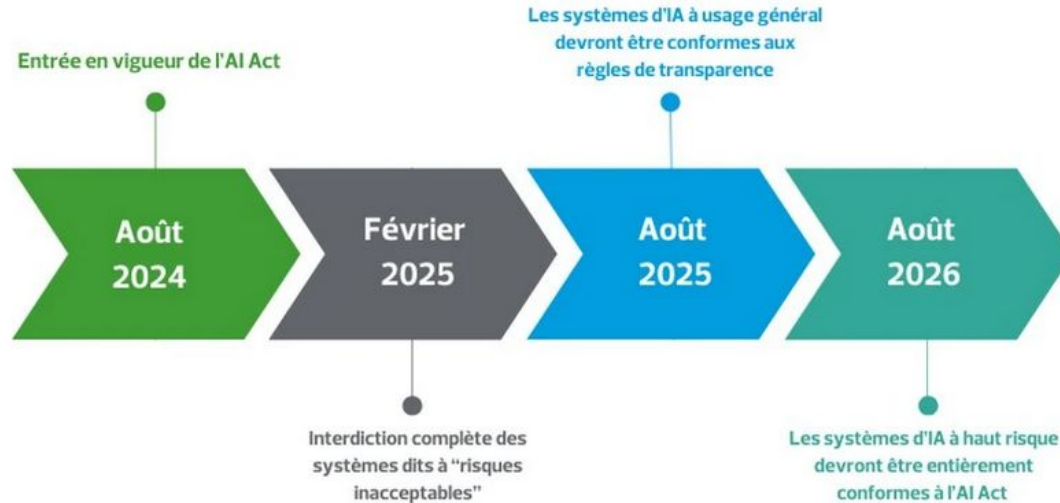 Entrée en vigueur de l'AI Act
Les systèmes d'IA à usage général
devront être conformes aux
règles de transparence
Août
2024
Février
2025
Août
2025
Août
2026
Interdiction complète des
systèmes dits à “risques
inacceptables”
Les systèmes d'IA à haut risque
devront être entièrement
conformes à l'AI Act